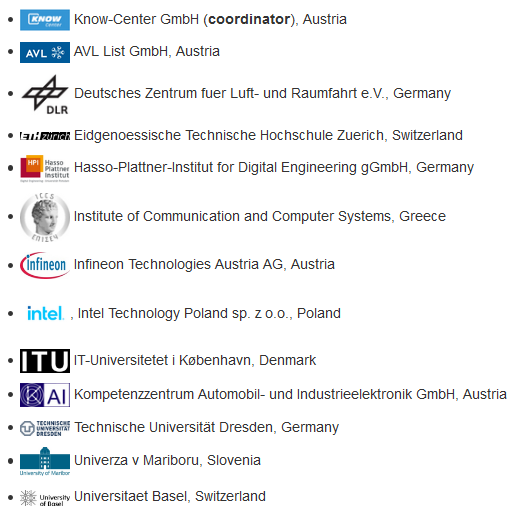 KNOW Center Know-Center GmbH (coordinator), Austria
AVL AVL List GmbH, Austria
DLR Deutsches Zentrum fuer Luft- und Raumfahrt e.V., Germany
ETH zürich Eidgenoessische Technische Hochschule Zuerich, Switzerland
HPI Hasso Plattner Institut Hasso-Plattner-Institut for Digital Engineering gGmbH, Germany
ICCS Institute of Communication and Computer Systems, Greece
infineon Infineon Technologies Austria AG, Austria
intel. , Intel Technology Poland sp. z o.o., Poland
ITU IT-Universitetet i København, Denmark
AI Kompetenzzentrum Automobil- und Industrieelektronik GmbH, Austria
TECHNISCHE UNIVERSITÄT DRESDEN Technische Universität Dresden, Germany
University of Maribor Univerza v Mariboru, Slovenia
University of Basel Universitaet Basel, Switzerland